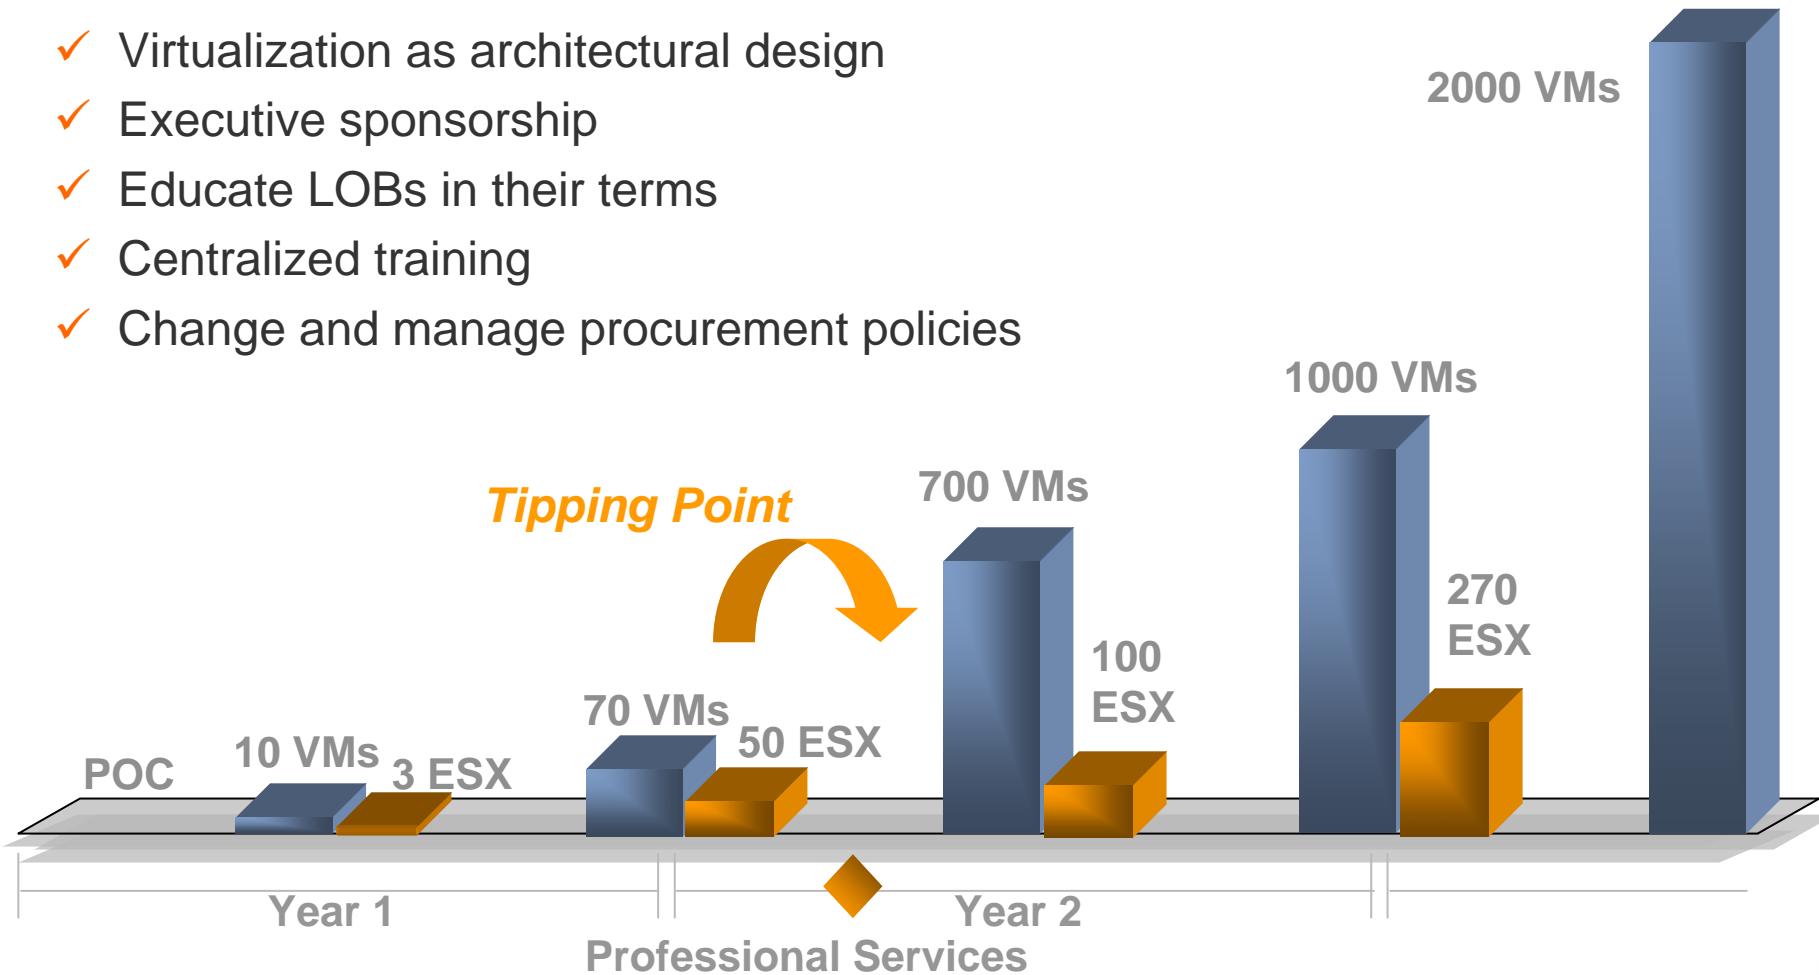 ✓ Virtualization as architectural design
✓ Executive sponsorship
✓ Educate LOBs in their terms
✓ Centralized training
✓ Change and manage procurement policies
2000 VMs
1000 VMs
Tipping Point
700 VMs
270
ESX
100
ESX
70 VMs
50 ESX
10 VMs
3 ESX
POC
Year 1
Year 2
Professional Services